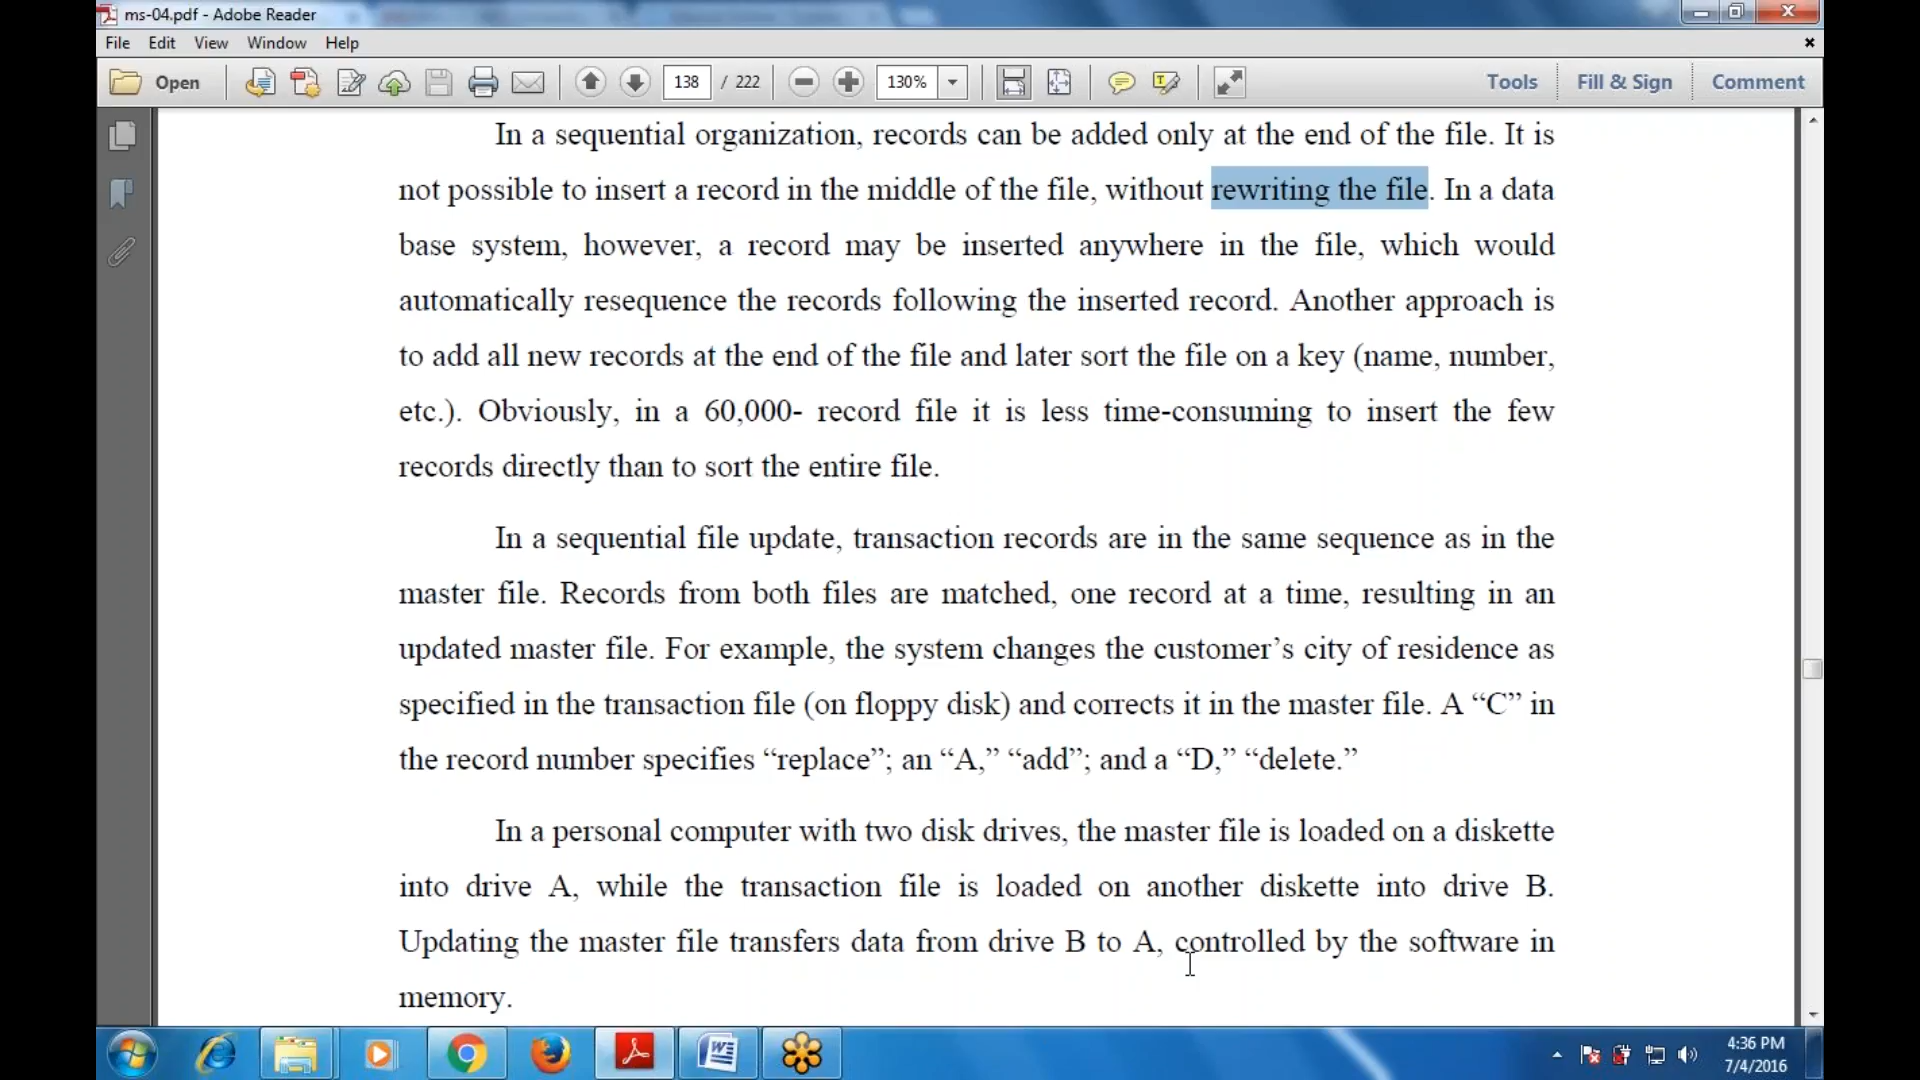 ms-04.pdf - Adobe Reader
File Edit View Window Help
Open 138 / 222 130% Tools Fill & Sign Comment
In a sequential organization, records can be added only at the end of the file. It is
not possible to insert a record in the middle of the file, without rewriting the file. In a data
base system, however, a record may be inserted anywhere in the file, which would
automatically resequence the records following the inserted record. Another approach is
to add all new records at the end of the file and later sort the file on a key (name, number,
etc.). Obviously, in a 60,000- record file it is less time-consuming to insert the few
records directly than to sort the entire file.
In a sequential file update, transaction records are in the same sequence as in the
master file. Records from both files are matched, one record at a time, resulting in an
updated master file. For example, the system changes the customer’s city of residence as
specified in the transaction file (on floppy disk) and corrects it in the master file. A “C” in
the record number specifies “replace”; an “A,” “add”; and a “D,” “delete.”
In a personal computer with two disk drives, the master file is loaded on a diskette
into drive A, while the transaction file is loaded on another diskette into drive B.
Updating the master file transfers data from drive B to A, controlled by the software in
memory.
4:36 PM
7/4/2016